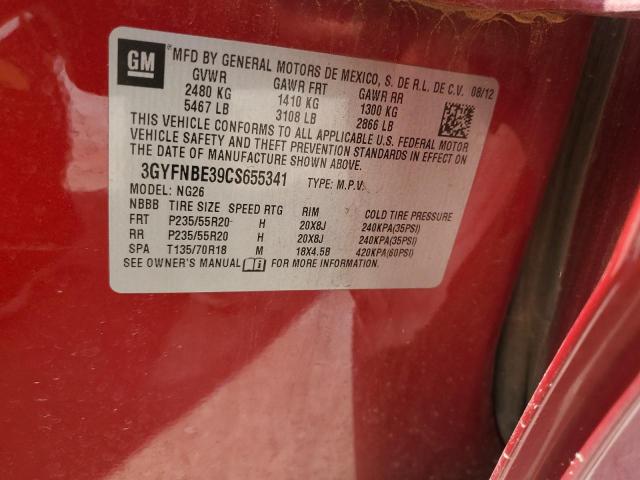 GM
MFD BY GENERAL MOTORS DE MEXICO, S. DE R.L. DE C.V. 08/12
GVWR GAWR FRT GAWR RR
2480 KG 1410 KG 1300 KG
5467 LB 3108 LB 2866 LB
THIS VEHICLE CONFORMS TO ALL APPLICABLE U.S. FEDERAL MOTOR
VEHICLE SAFETY AND THEFT PREVENTION STANDARDS IN EFFECT ON
THE DATE OF MANUFACTURE SHOWN ABOVE.
3GYFNBE39CS655341 TYPE: M.P.V.
MODEL: NG26
NBBB TIRE SIZE SPEED RTG RIM COLD TIRE PRESSURE
FRT P235/55R20 H 20X8J 240KPA(35PSI)
RR P235/55R20 H 20X8J 240KPA(35PSI)
SPA T135/70R18 M 18X4.5B 420KPA(60PSI)
SEE OWNER'S MANUAL FOR MORE INFORMATION